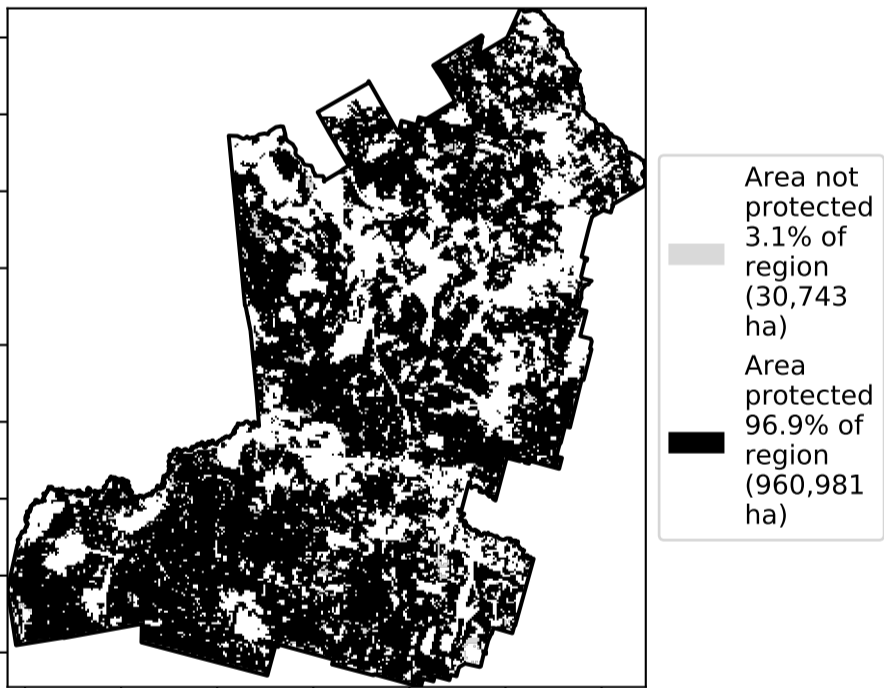 Area not
protected
3.1% of
region
(30,743
ha)
Area
protected
96.9% of
region
(960,981
ha)